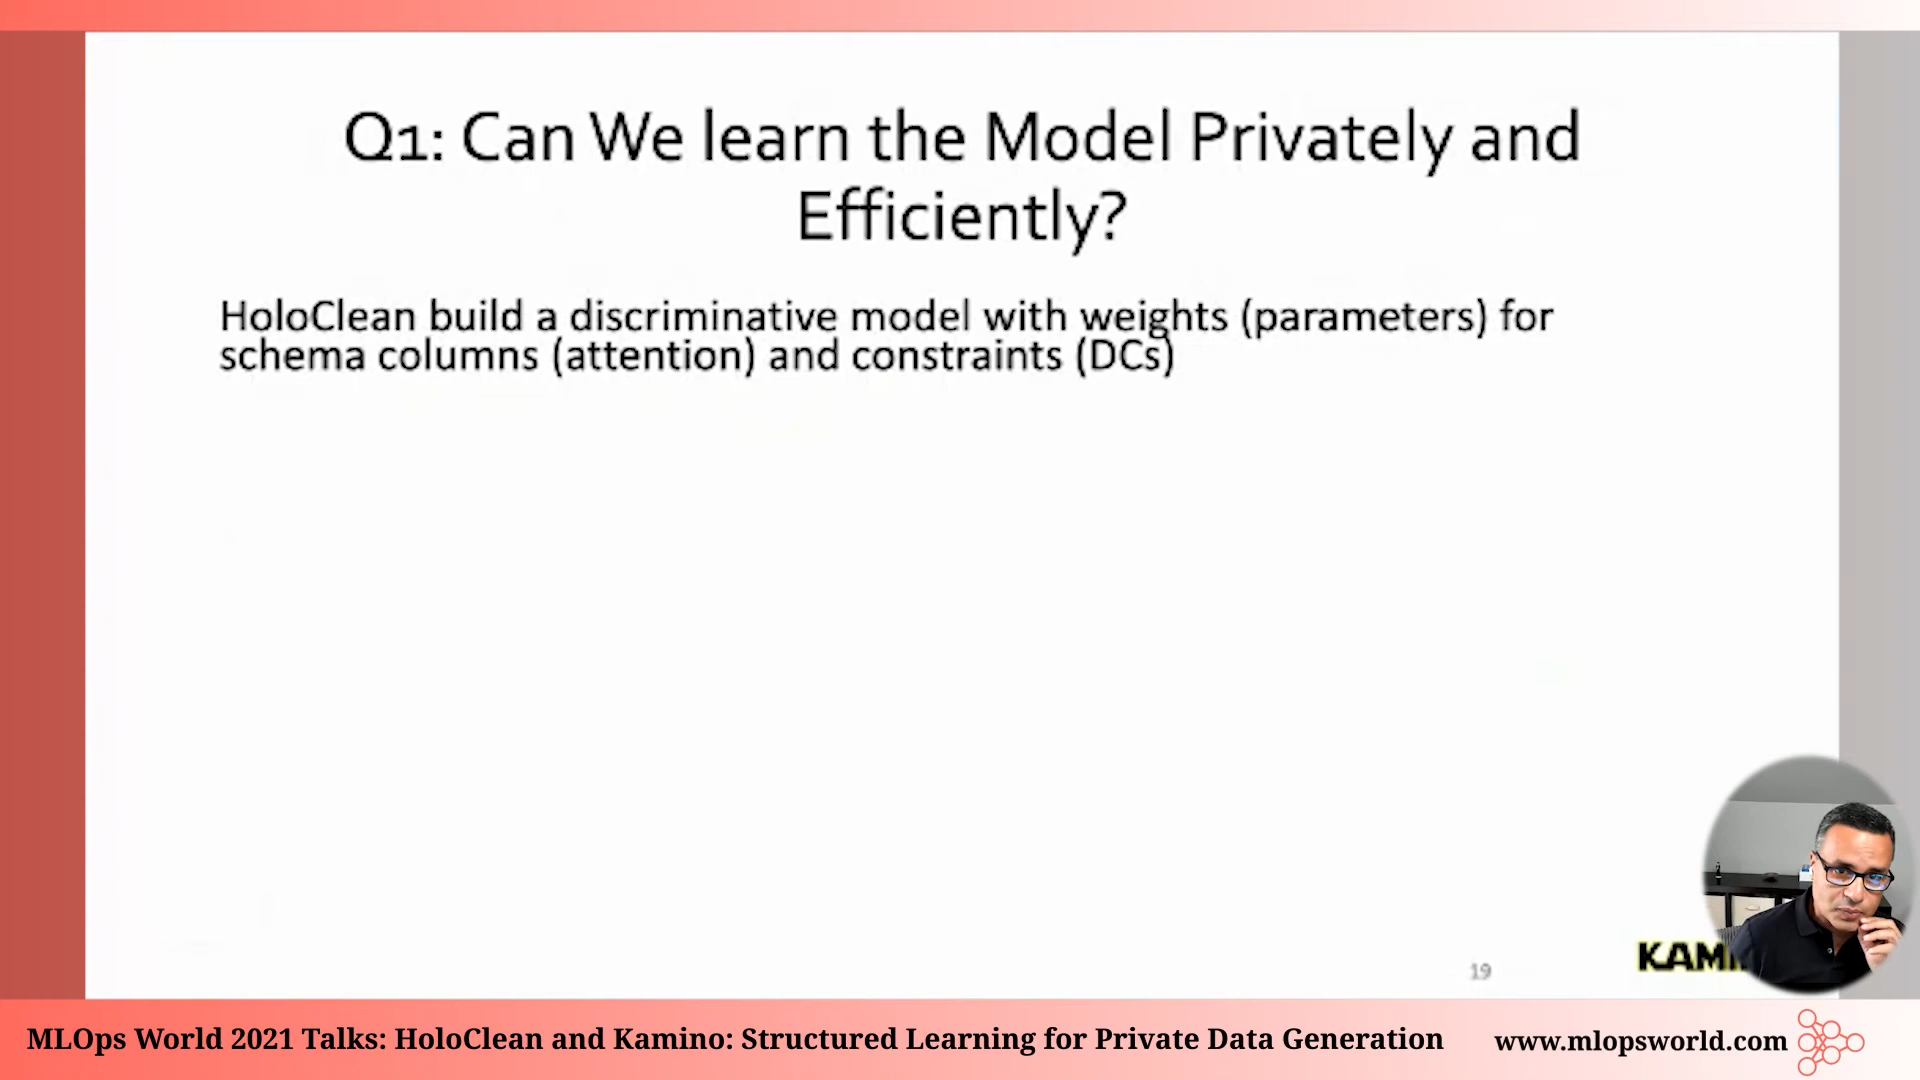 Q1: Can We learn the Model Privately and
Efficiently?
HoloClean build a discriminative model with weights (parameters) for
schema columns (attention) and constraints (DCs)
19
MLOps World 2021 Talks: HoloClean and Kamino: Structured Learning for Private Data Generation
www.mlopsworld.com